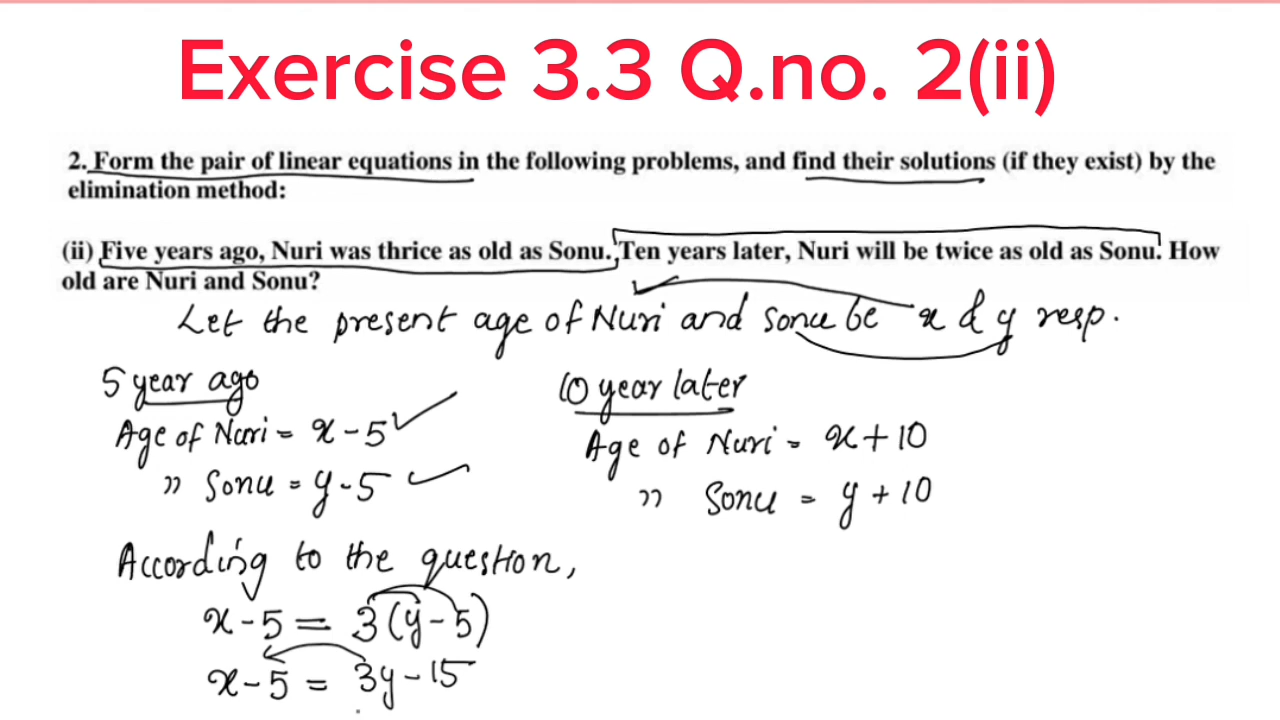 Exercise 3.3 Q.no. 2(ii)
2. Form the pair of linear equations in the following problems, and find their solutions (if they exist) by the
elimination method:
(ii) Five years ago, Nuri was thrice as old as Sonu. Ten years later, Nuri will be twice as old as Sonu. How
old are Nuri and Sonu?
Let the present age of Nuri and Sonu be x & y resp.
5 year ago
Age of Nuri = x - 5
" Sonu = y - 5
10 year later
Age of Nuri = x + 10
" Sonu = y + 10
According to the question,
x - 5 = 3(y - 5)
x - 5 = 3y - 15